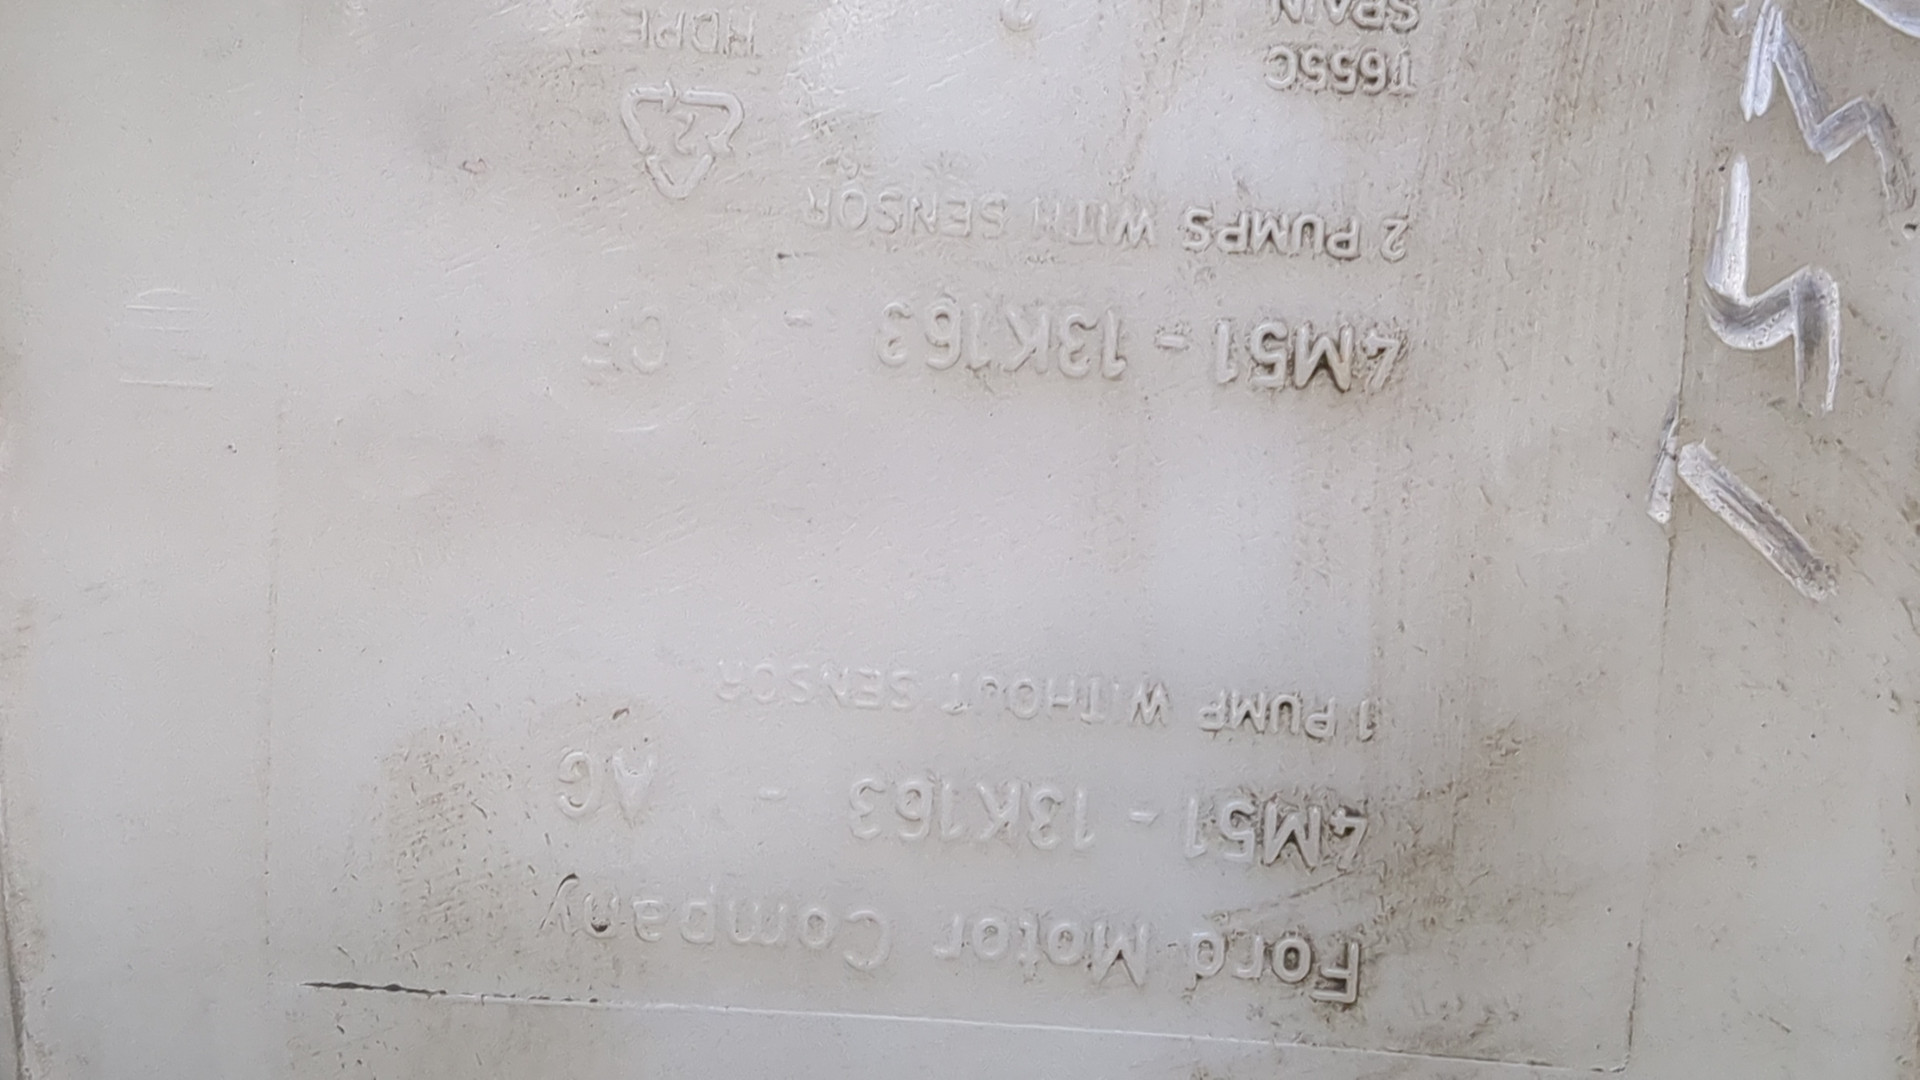 Ford Motor Company
4M51 - 13K163 - AG
1 PUMP WITHOUT SENSOR
4M51 - 13K163 - CF
2 PUMPS WITH SENSOR
2
T655C
SPAIN
HDPE